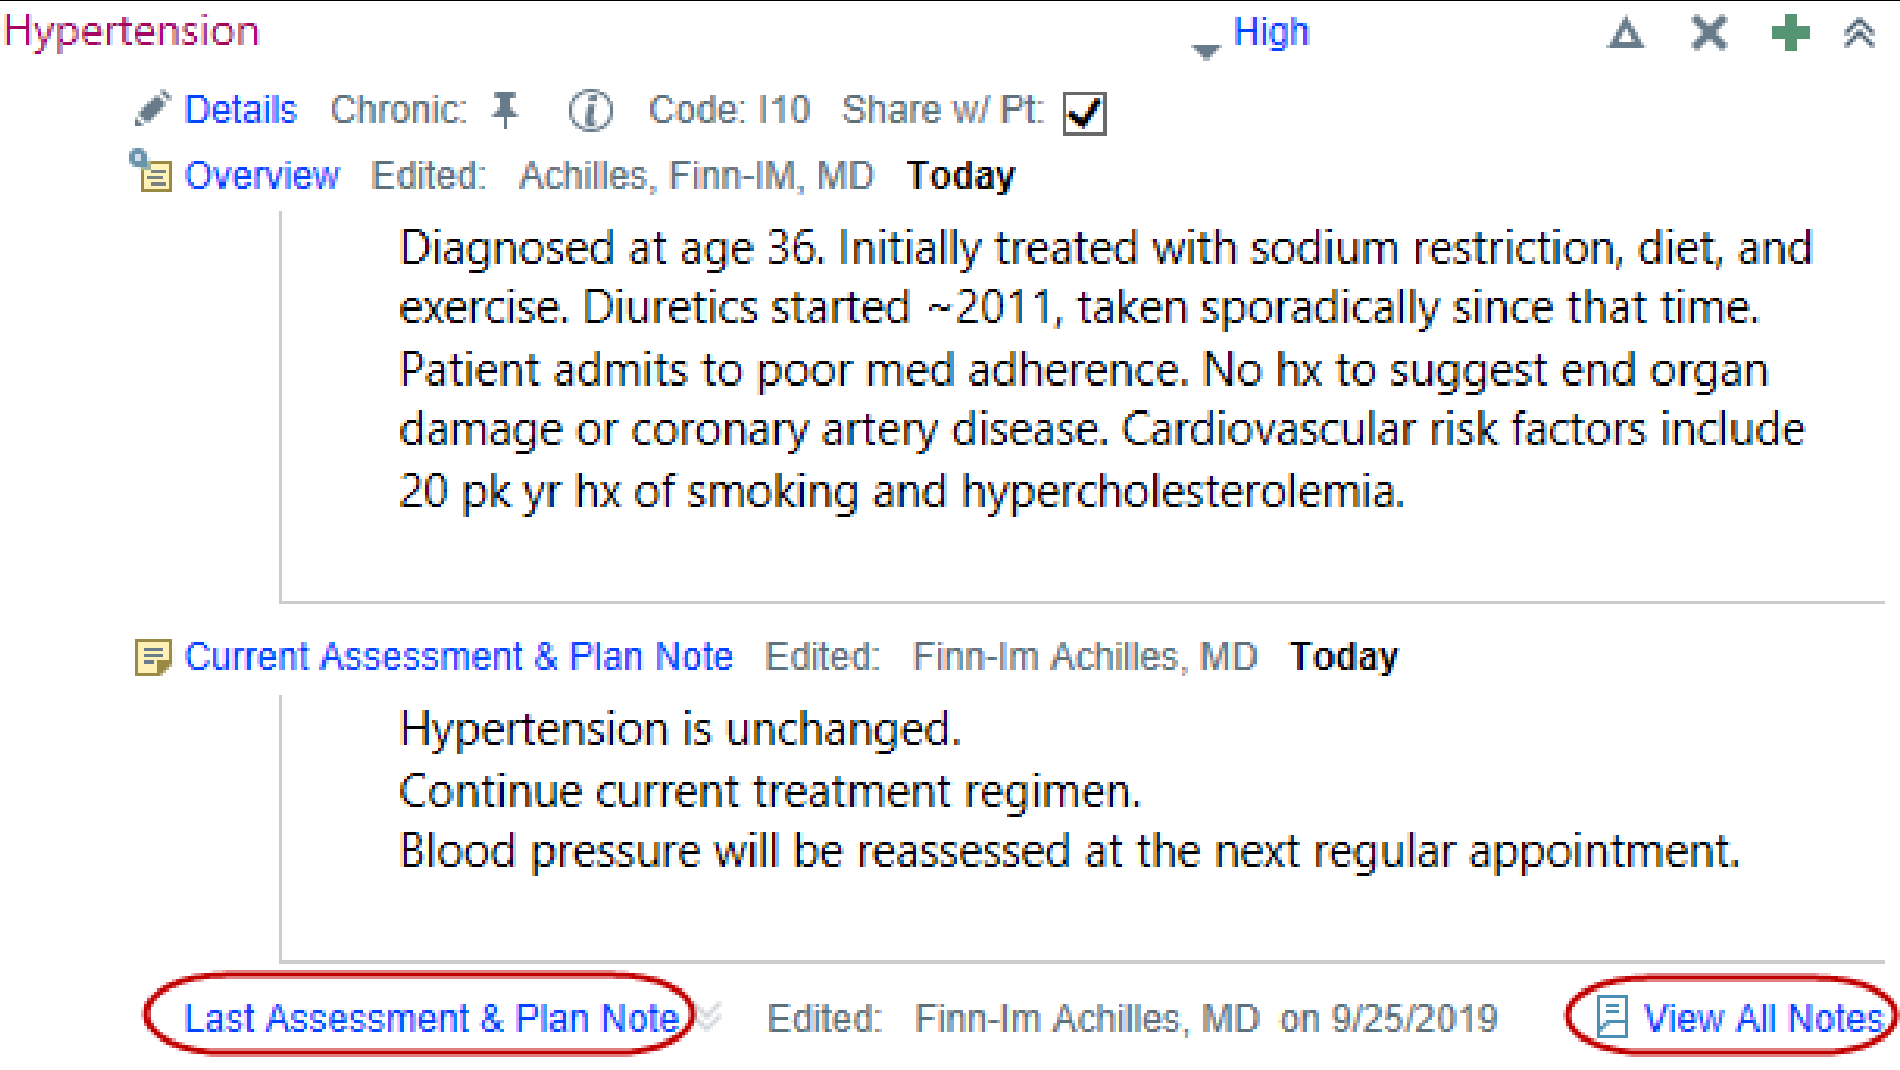 Hypertension High
Details Chronic: Code: I10 Share w/ Pt:
Overview Edited: Achilles, Finn-IM, MD Today
Diagnosed at age 36. Initially treated with sodium restriction, diet, and
exercise. Diuretics started ~2011, taken sporadically since that time.
Patient admits to poor med adherence. No hx to suggest end organ
damage or coronary artery disease. Cardiovascular risk factors include
20 pk yr hx of smoking and hypercholesterolemia.
Current Assessment & Plan Note Edited: Finn-Im Achilles, MD Today
Hypertension is unchanged.
Continue current treatment regimen.
Blood pressure will be reassessed at the next regular appointment.
Last Assessment & Plan Note Edited: Finn-Im Achilles, MD on 9/25/2019 View All Notes